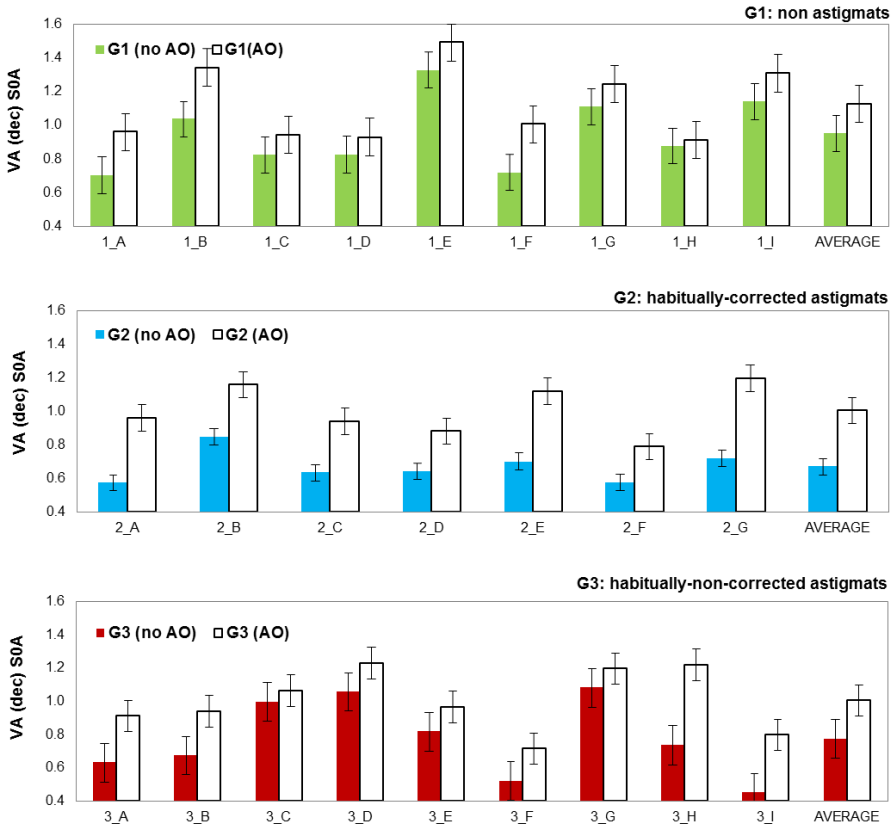 G1: non astigmats
VA (dec) S0A
G1 (no AO) G1(AO)
1.6
1.4
1.2
1.0
0.8
0.6
0.4
1_A 1_B 1_C 1_D 1_E 1_F 1_G 1_H 1_I AVERAGE
G2: habitually-corrected astigmats
VA (dec) S0A
G2 (no AO) G2 (AO)
1.6
1.4
1.2
1.0
0.8
0.6
0.4
2_A 2_B 2_C 2_D 2_E 2_F 2_G AVERAGE
G3: habitually-non-corrected astigmats
VA (dec) S0A
G3 (no AO) G3 (AO)
1.6
1.4
1.2
1.0
0.8
0.6
0.4
3_A 3_B 3_C 3_D 3_E 3_F 3_G 3_H 3_I AVERAGE